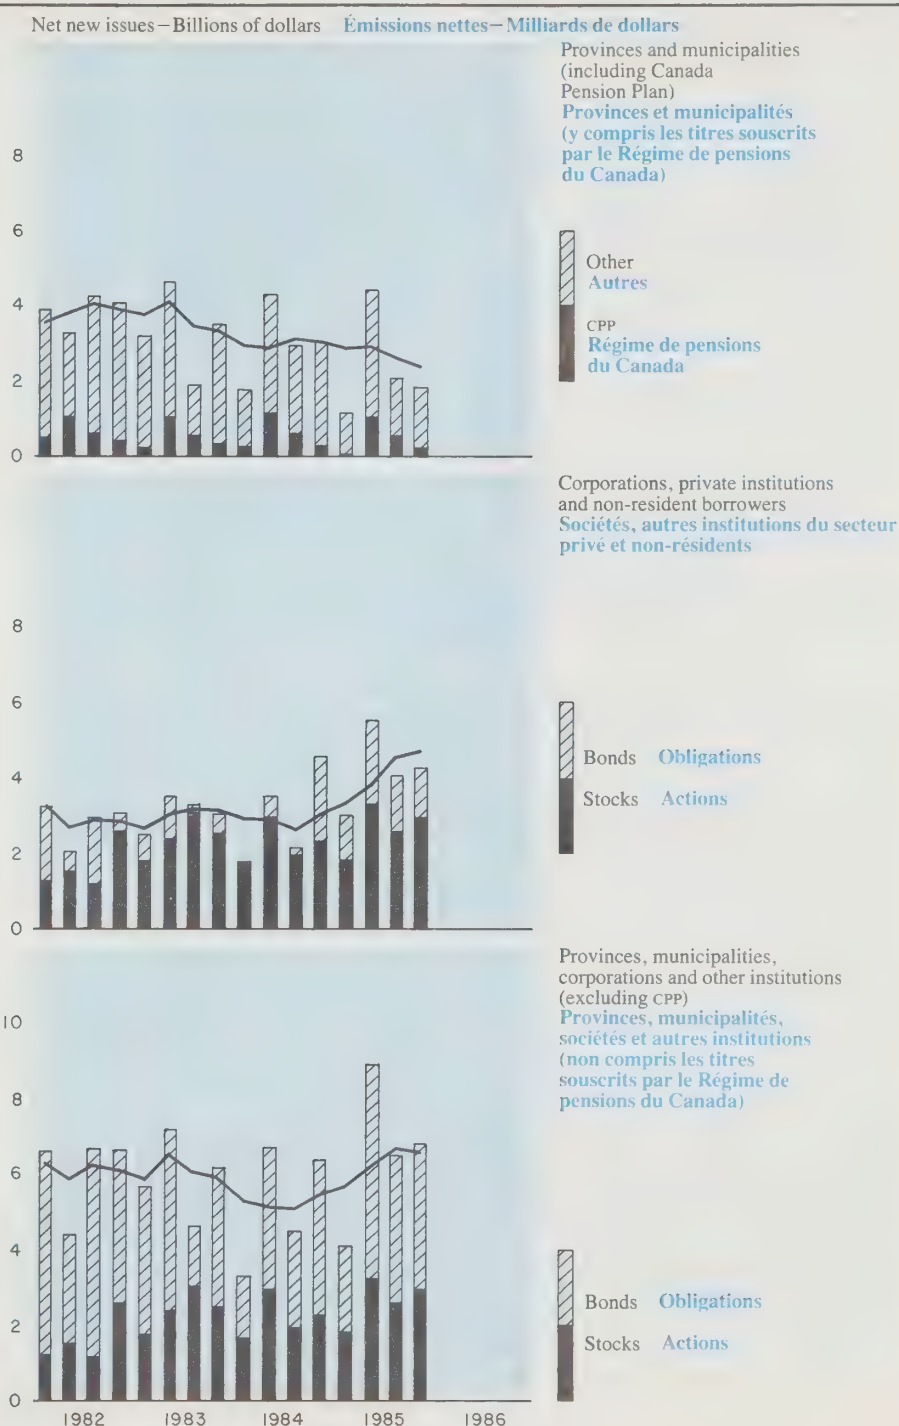 Net new issues—Billions of dollars Émissions nettes—Milliards de dollars
Provinces and municipalities
(including Canada
Pension Plan)
Provinces et municipalités
(y compris les titres souscrits
par le Régime de pensions
du Canada)
8
6
4
2
0
Other
Autres
CPP
Régime de pensions
du Canada
Corporations, private institutions
and non-resident borrowers
Sociétés, autres institutions du secteur
privé et non-résidents
8
6
4
2
0
Bonds Obligations
Stocks Actions
Provinces, municipalities,
corporations and other institutions
(excluding CPP)
Provinces, municipalités,
sociétés et autres institutions
(non compris les titres
souscrits par le Régime de
pensions du Canada)
10
8
6
4
2
0
Bonds Obligations
Stocks Actions
1982 1983 1984 1985 1986